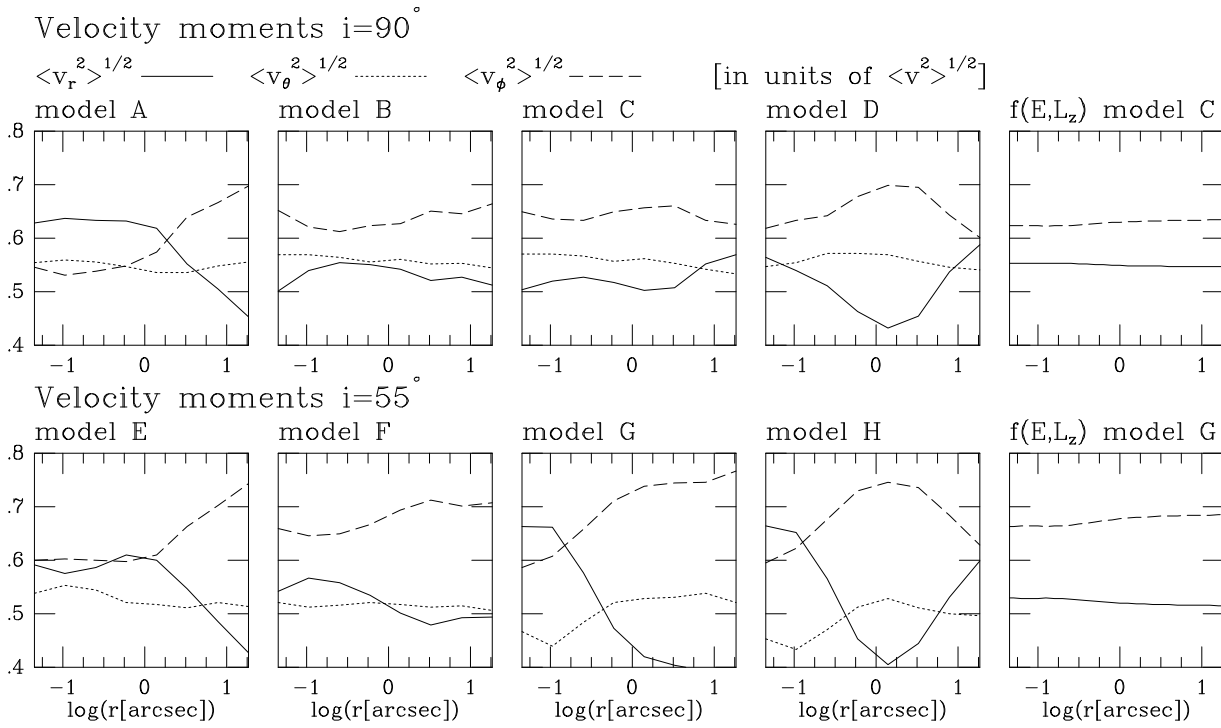 Velocity moments i=90°
<v_r^2>^1/2 <v_θ^2>^1/2 <v_ϕ^2>^1/2 [in units of <v^2>^1/2]
model A model B model C model D f(E,L_z) model C
.8
.7
.6
.5
.4
−1 0 1 −1 0 1 −1 0 1 −1 0 1 −1 0 1
Velocity moments i=55°
model E model F model G model H f(E,L_z) model G
.8
.7
.6
.5
.4
−1 0 1 −1 0 1 −1 0 1 −1 0 1 −1 0 1
log(r[arcsec]) log(r[arcsec]) log(r[arcsec]) log(r[arcsec]) log(r[arcsec])